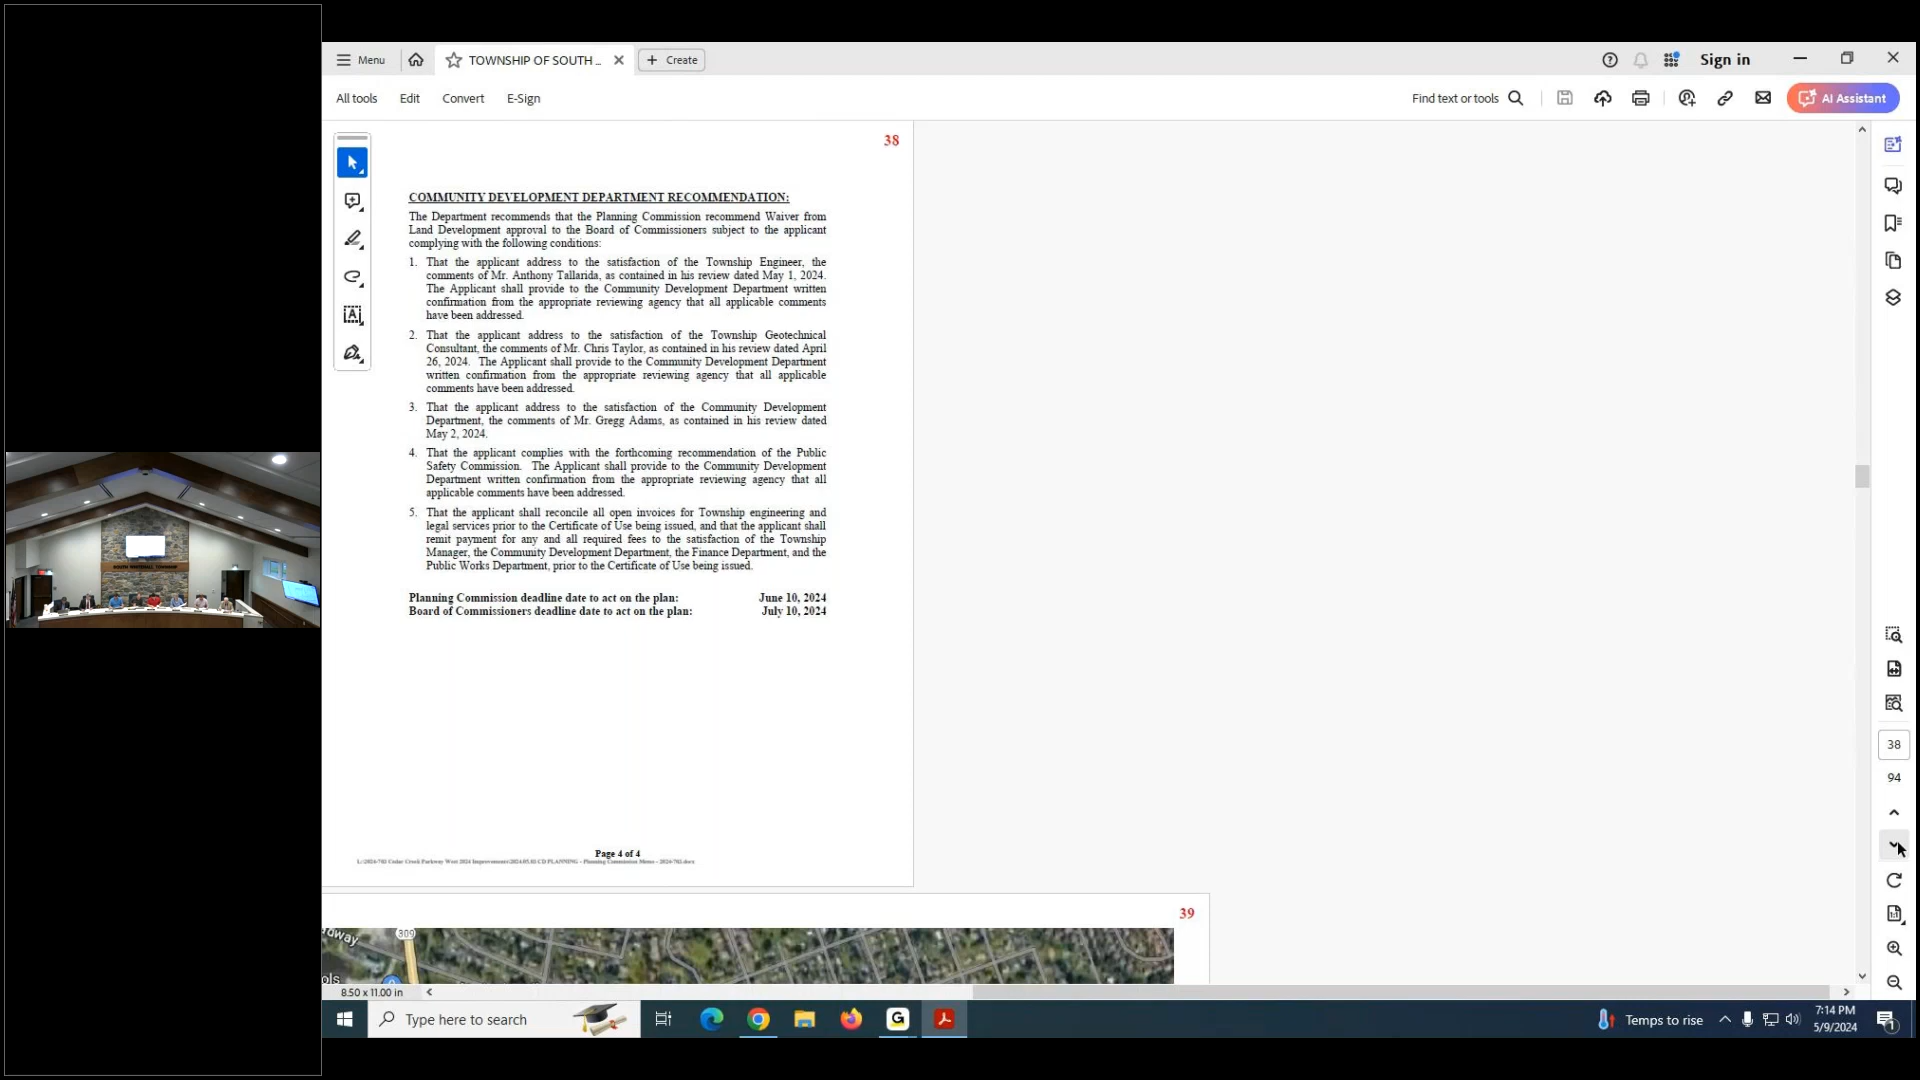 Menu
TOWNSHIP OF SOUTH ...
Create
Sign in
All tools
Edit
Convert
E-Sign
Find text or tools
AI Assistant
38
COMMUNITY DEVELOPMENT DEPARTMENT RECOMMENDATION:
The Department recommends that the Planning Commission recommend Waiver from
Land Development approval to the Board of Commissioners subject to the applicant
complying with the following conditions:
1. That the applicant address to the satisfaction of the Township Engineer, the
comments of Mr. Anthony Tallarida, as contained in his review dated May 1, 2024.
The Applicant shall provide to the Community Development Department written
confirmation from the appropriate reviewing agency that all applicable comments
have been addressed.
2. That the applicant address to the satisfaction of the Township Geotechnical
Consultant, the comments of Mr. Chris Taylor, as contained in his review dated April
26, 2024. The Applicant shall provide to the Community Development Department
written confirmation from the appropriate reviewing agency that all applicable
comments have been addressed.
3. That the applicant address to the satisfaction of the Community Development
Department, the comments of Mr. Gregg Adams, as contained in his review dated
May 2, 2024.
4. That the applicant complies with the forthcoming recommendation of the Public
Safety Commission. The Applicant shall provide to the Community Development
Department written confirmation from the appropriate reviewing agency that all
applicable comments have been addressed.
5. That the applicant shall reconcile all open invoices for Township engineering and
legal services prior to the Certificate of Use being issued, and that the applicant shall
remit payment for any and all required fees to the satisfaction of the Township
Manager, the Community Development Department, the Finance Department, and the
Public Works Department, prior to the Certificate of Use being issued.
Planning Commission deadline date to act on the plan: June 10, 2024
Board of Commissioners deadline date to act on the plan: July 10, 2024
Page 4 of 4
SOUTH WHITEHALL TOWNSHIP
38
94
39
309
8.50 x 11.00 in
Type here to search
Temps to rise
7:14 PM
5/9/2024
1